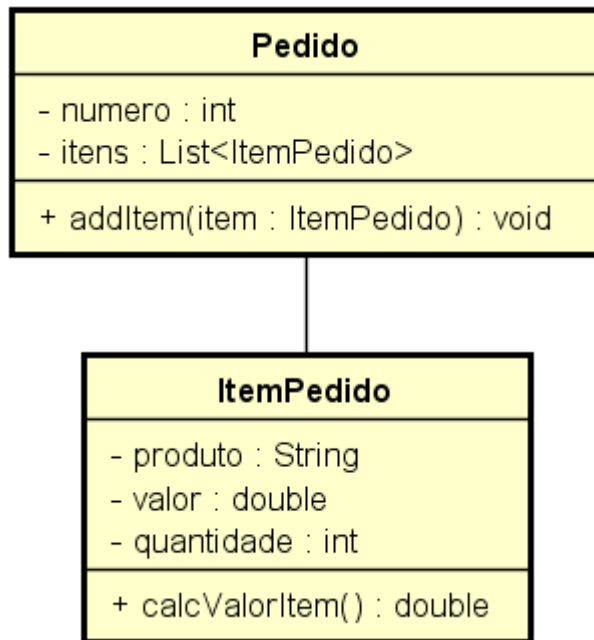 Pedido
- numero : int
- itens : List<ItemPedido>
+ addItem(item : ItemPedido) : void
ItemPedido
- produto : String
- valor : double
- quantidade : int
+ calcValorItem() : double